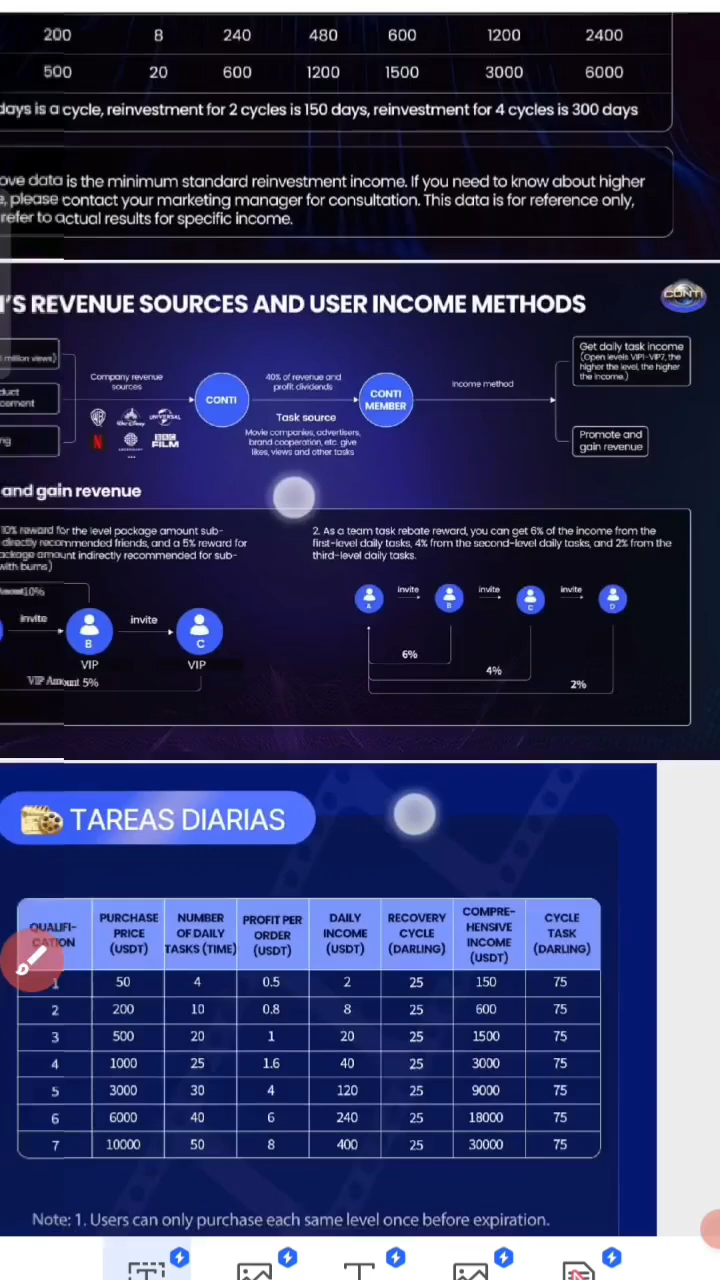 200 8 240 480 600 1200 2400
500 20 600 1200 1500 3000 6000
days is a cycle, reinvestment for 2 cycles is 150 days, reinvestment for 4 cycles is 300 days
ove data is the minimum standard reinvestment income. If you need to know about higher
e, please contact your marketing manager for consultation. This data is for reference only,
refer to actual results for specific income.
I'S REVENUE SOURCES AND USER INCOME METHODS
CONTI
million views)
duct
cement
ng
Company revenue
sources
WALT DISNEY
UNIVERSAL
N
LEGENDARY
BBC
FILM
...
CONTI
40% of revenue and
profit dividends
Task source
Movie companies, advertisers,
brand cooperation, etc. give
likes, views and other tasks
CONTI
MEMBER
Income method
Get daily task income
(Open levels VIP1-VIP7, the
higher the level, the higher
the income.)
Promote and
gain revenue
and gain revenue
10% reward for the level package amount sub-
directly recommended friends, and a 5% reward for
ackage amount indirectly recommended for sub-
with burns)
Amount10%
invite
B
VIP
invite
C
VIP
VIP Amount 5%
2. As a team task rebate reward, you can get 6% of the income from the
first-level daily tasks, 4% from the second-level daily tasks, and 2% from the
third-level daily tasks.
A invite B invite C invite D
6%
4%
2%
TAREAS DIARIAS
QUALIFI-
CATION
PURCHASE
PRICE
(USDT)
NUMBER
OF DAILY
TASKS (TIME)
PROFIT PER
ORDER
(USDT)
DAILY
INCOME
(USDT)
RECOVERY
CYCLE
(DARLING)
COMPRE-
HENSIVE
INCOME
(USDT)
CYCLE
TASK
(DARLING)
1 50 4 0.5 2 25 150 75
2 200 10 0.8 8 25 600 75
3 500 20 1 20 25 1500 75
4 1000 25 1.6 40 25 3000 75
5 3000 30 4 120 25 9000 75
6 6000 40 6 240 25 18000 75
7 10000 50 8 400 25 30000 75
Note: 1. Users can only purchase each same level once before expiration.